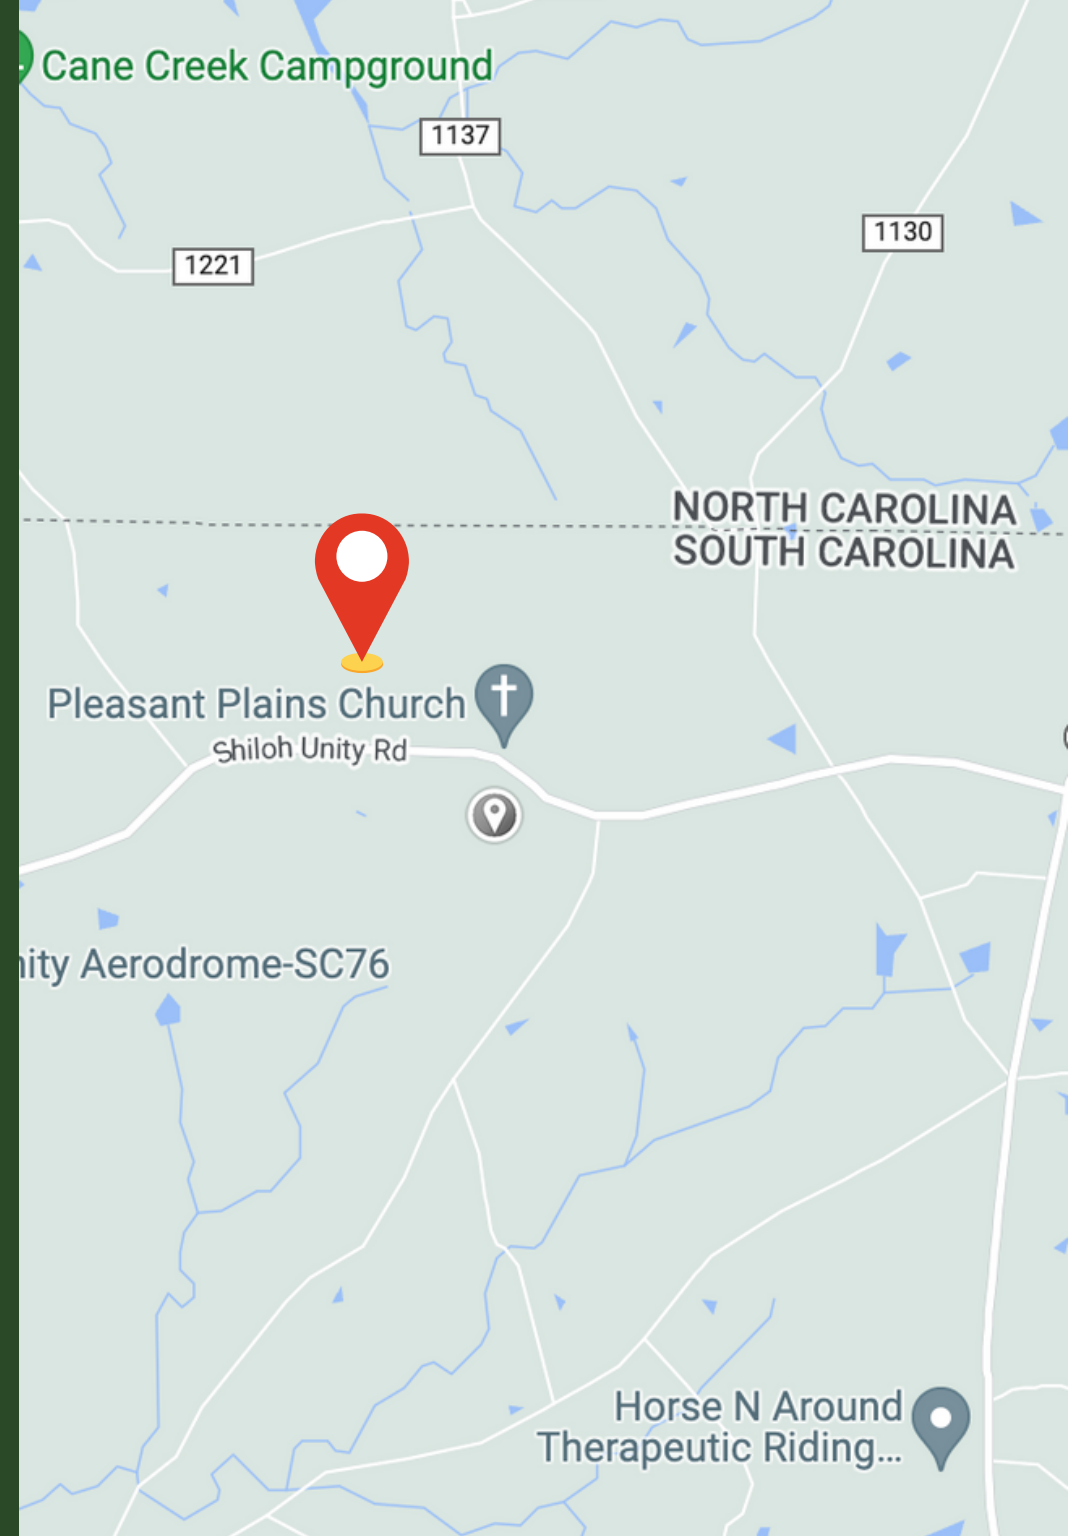 Cane Creek Campground
1137
1130
1221
NORTH CAROLINA
SOUTH CAROLINA
Pleasant Plains Church
Shiloh Unity Rd
Aerodrome-SC76
Horse N Around
Therapeutic Riding...